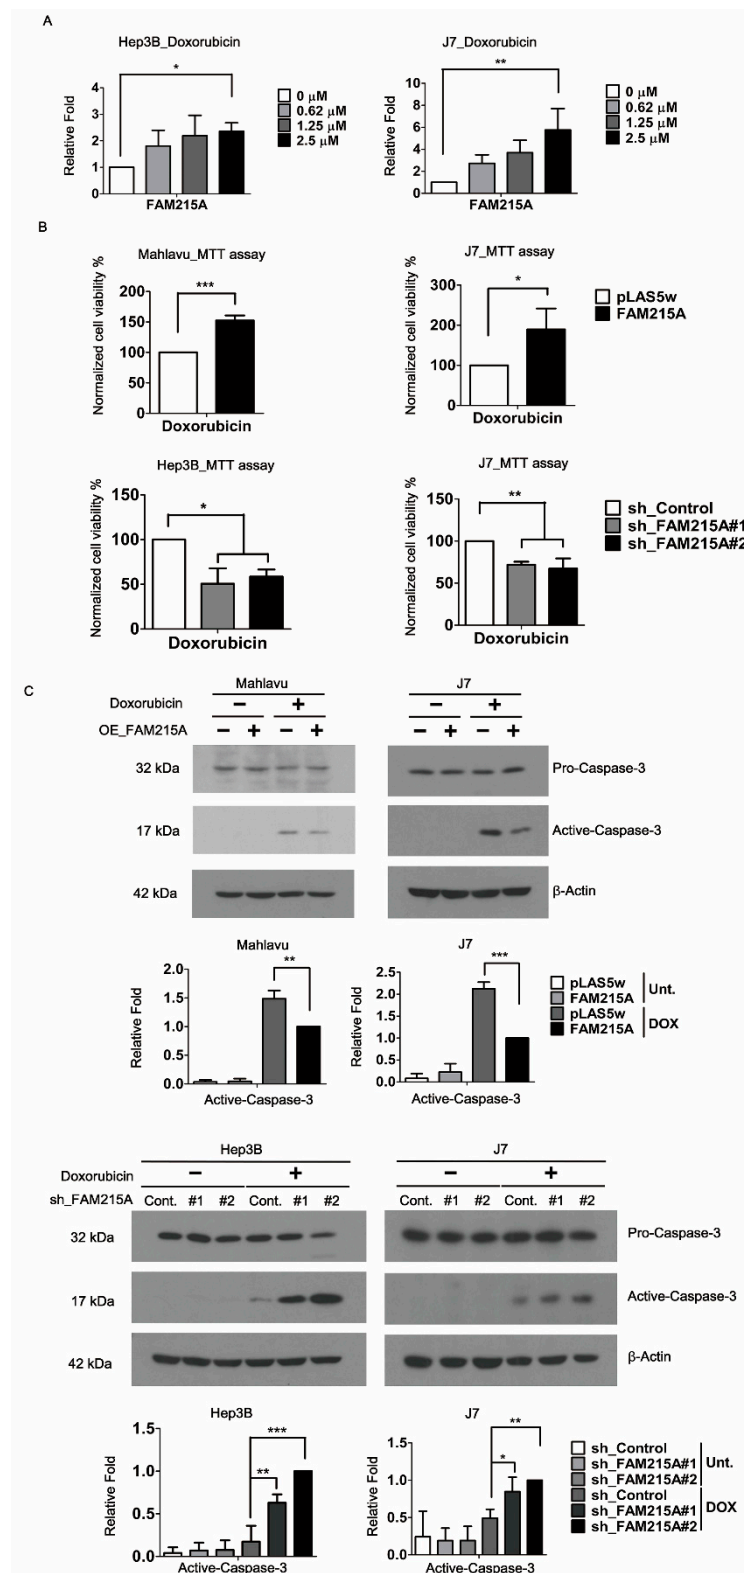 A
Hep3B_Doxorubicin
J7_Doxorubicin
Relative Fold
4
3
2
1
0
*
FAM215A
0 μM
0.62 μM
1.25 μM
2.5 μM
Relative Fold
10
8
6
4
2
0
**
FAM215A
0 μM
0.62 μM
1.25 μM
2.5 μM
B
Mahlavu_MTT assay
Normalized cell viability %
200
150
100
50
0
***
Doxorubicin
J7_MTT assay
Normalized cell viability %
300
200
100
0
*
Doxorubicin
pLAS5w
FAM215A
Hep3B_MTT assay
Normalized cell viability %
150
100
50
0
*
Doxorubicin
J7_MTT assay
Normalized cell viability %
150
100
50
0
**
Doxorubicin
sh_Control
sh_FAM215A#1
sh_FAM215A#2
C
Mahlavu J7
Doxorubicin − + − +
OE_FAM215A − + − + − + − +
32 kDa Pro-Caspase-3
17 kDa Active-Caspase-3
42 kDa β-Actin
Mahlavu
Relative Fold
2.0
1.5
1.0
0.5
0.0
**
Active-Caspase-3
J7
Relative Fold
2.5
2.0
1.5
1.0
0.5
0.0
***
Active-Caspase-3
pLAS5w
FAM215A
Unt.
pLAS5w
FAM215A
DOX
Hep3B J7
Doxorubicin − + − +
sh_FAM215A Cont. #1 #2 Cont. #1 #2 Cont. #1 #2 Cont. #1 #2
32 kDa Pro-Caspase-3
17 kDa Active-Caspase-3
42 kDa β-Actin
Hep3B
Relative Fold
1.5
1.0
0.5
0.0
***
**
Active-Caspase-3
J7
Relative Fold
1.5
1.0
0.5
0.0
**
*
Active-Caspase-3
sh_Control
sh_FAM215A#1
sh_FAM215A#2
Unt.
sh_Control
sh_FAM215A#1
sh_FAM215A#2
DOX